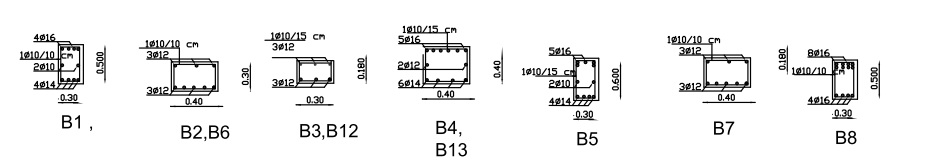 4Ø16
1Ø10/10 cm
2Ø10
4Ø14
0.500
0.30
B1 ,
1Ø10/10 cm
3Ø12
3Ø12
0.30
0.40
B2,B6
1Ø10/15 cm
3Ø12
3Ø12
0.180
0.30
B3,B12
1Ø10/15 cm
5Ø16
2Ø12
6Ø14
0.40
0.40
B4,
B13
5Ø16
1Ø10/15 cm
2Ø10
4Ø14
0.600
0.30
B5
1Ø10/10 cm
3Ø12
3Ø12
0.180
0.40
B7
8Ø16
1Ø10/10 cm
4Ø16
0.500
0.30
B8